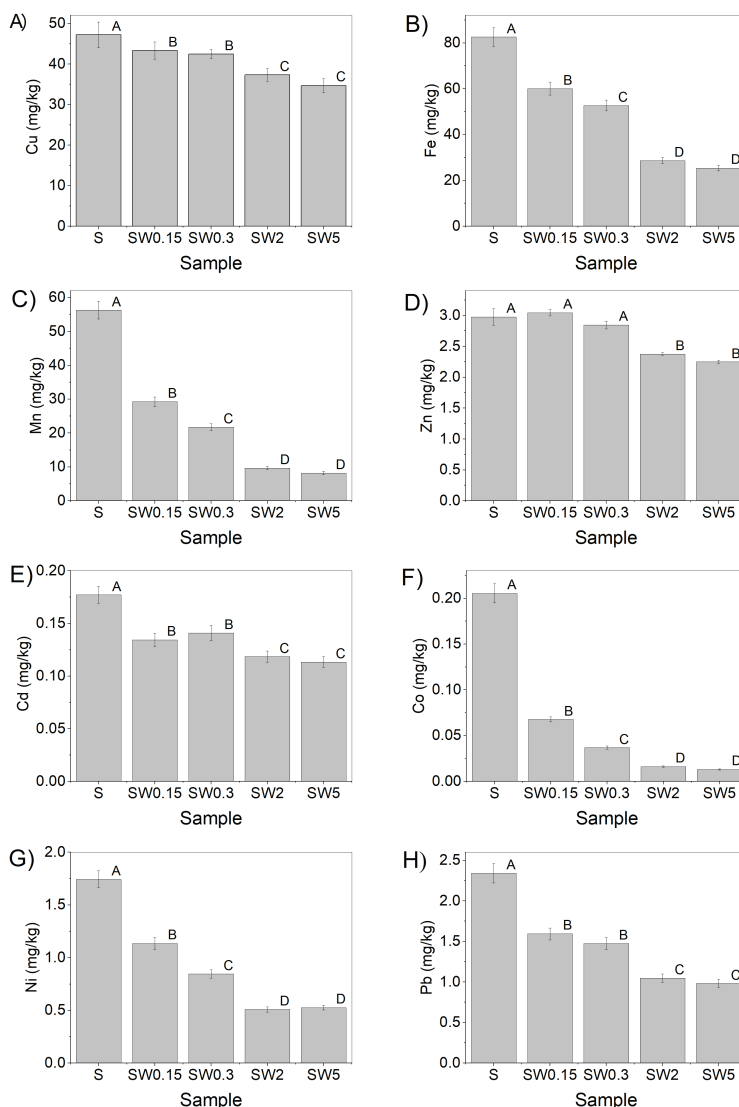 A)
Cu (mg/kg)
50
40
30
20
10
0
A
B
B
C
C
S SW0.15 SW0.3 SW2 SW5
Sample
B)
Fe (mg/kg)
80
60
40
20
0
A
B
C
D
D
S SW0.15 SW0.3 SW2 SW5
Sample
C)
Mn (mg/kg)
60
50
40
30
20
10
0
A
B
C
D
D
S SW0.15 SW0.3 SW2 SW5
Sample
D)
Zn (mg/kg)
3.0
2.5
2.0
1.5
1.0
0.5
0.0
A
A
A
B
B
S SW0.15 SW0.3 SW2 SW5
Sample
E)
Cd (mg/kg)
0.20
0.15
0.10
0.05
0.00
A
B
B
C
C
S SW0.15 SW0.3 SW2 SW5
Sample
F)
Co (mg/kg)
0.20
0.15
0.10
0.05
0.00
A
B
C
D
D
S SW0.15 SW0.3 SW2 SW5
Sample
G)
Ni (mg/kg)
2.0
1.5
1.0
0.5
0.0
A
B
C
D
D
S SW0.15 SW0.3 SW2 SW5
Sample
H)
Pb (mg/kg)
2.5
2.0
1.5
1.0
0.5
0.0
A
B
B
C
C
S SW0.15 SW0.3 SW2 SW5
Sample